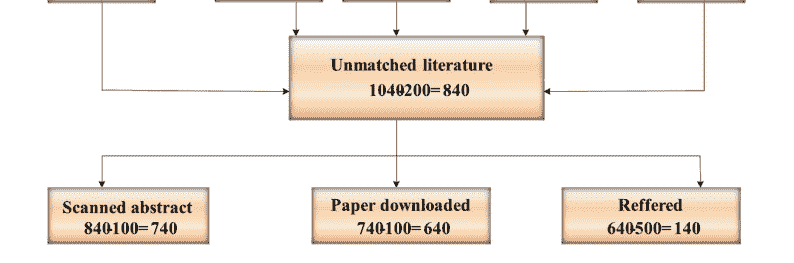 Unmatched literature
1040-200=840
Scanned abstract
840-100=740
Paper downloaded
740-100=640
Reffered
640-500=140